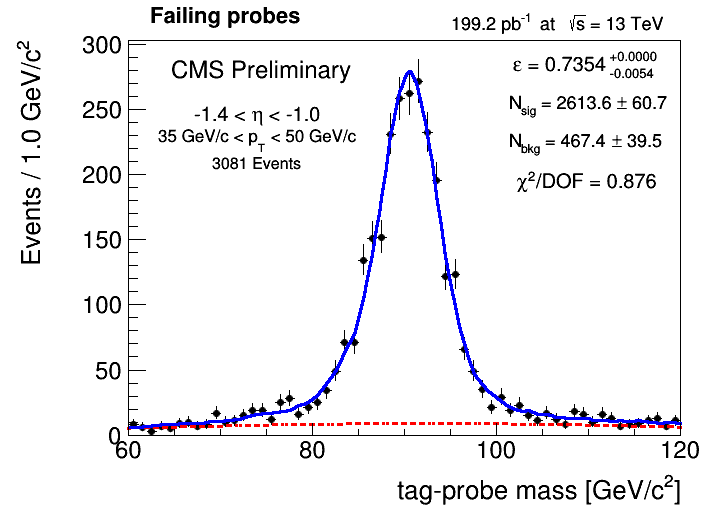 Failing probes
199.2 pb⁻¹ at √s = 13 TeV
CMS Preliminary
-1.4 < η < -1.0
35 GeV/c < p_T < 50 GeV/c
3081 Events
ε = 0.7354 +0.0000 -0.0054
N_sig = 2613.6 ± 60.7
N_bkg = 467.4 ± 39.5
χ²/DOF = 0.876
Events / 1.0 GeV/c²
300
250
200
150
100
50
0
60 80 100 120
tag-probe mass [GeV/c²]